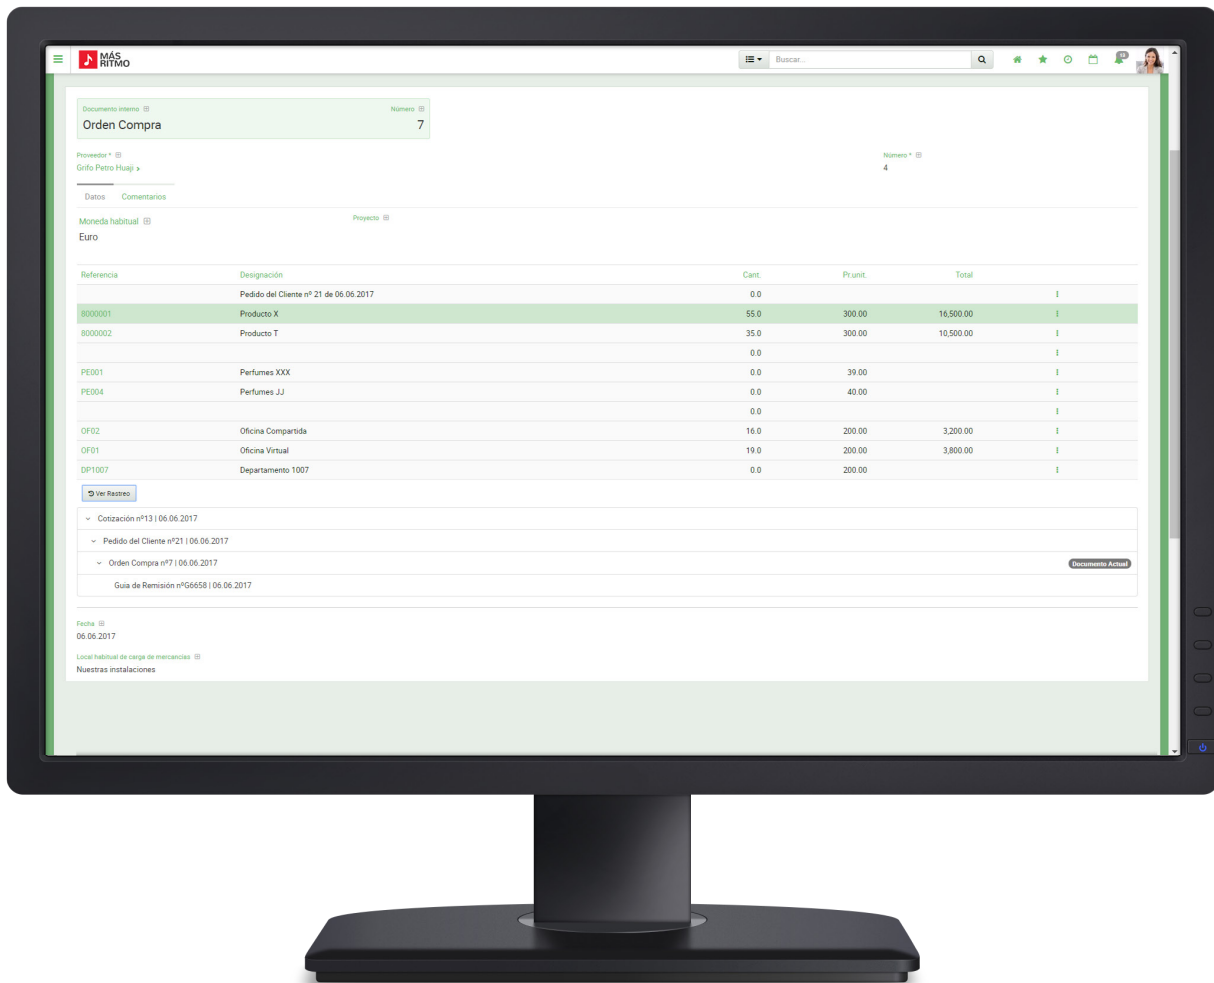 MÁS
RITMO
Buscar...
Documento interno
Número
Orden Compra
7
Proveedor *
Número *
Grifo Petro Huaji
4
Datos Comentarios
Moneda habitual
Proyecto
Euro
Referencia Designación Cant. Pr.unit. Total
Pedido del Cliente nº 21 de 06.06.2017 0.0
8000001 Producto X 55.0 300.00 16,500.00
8000002 Producto T 35.0 300.00 10,500.00
0.0
PE001 Perfumes XXX 0.0 39.00
PE004 Perfumes JJ 0.0 40.00
0.0
OF02 Oficina Compartida 16.0 200.00 3,200.00
OF01 Oficina Virtual 19.0 200.00 3,800.00
DP1007 Departamento 1007 0.0 200.00
Ver Rastreo
Cotización nº13 | 06.06.2017
Pedido del Cliente nº21 | 06.06.2017
Orden Compra nº7 | 06.06.2017 Documento Actual
Guia de Remisión nºG6658 | 06.06.2017
Fecha
06.06.2017
Local habitual de carga de mercancías
Nuestras instalaciones